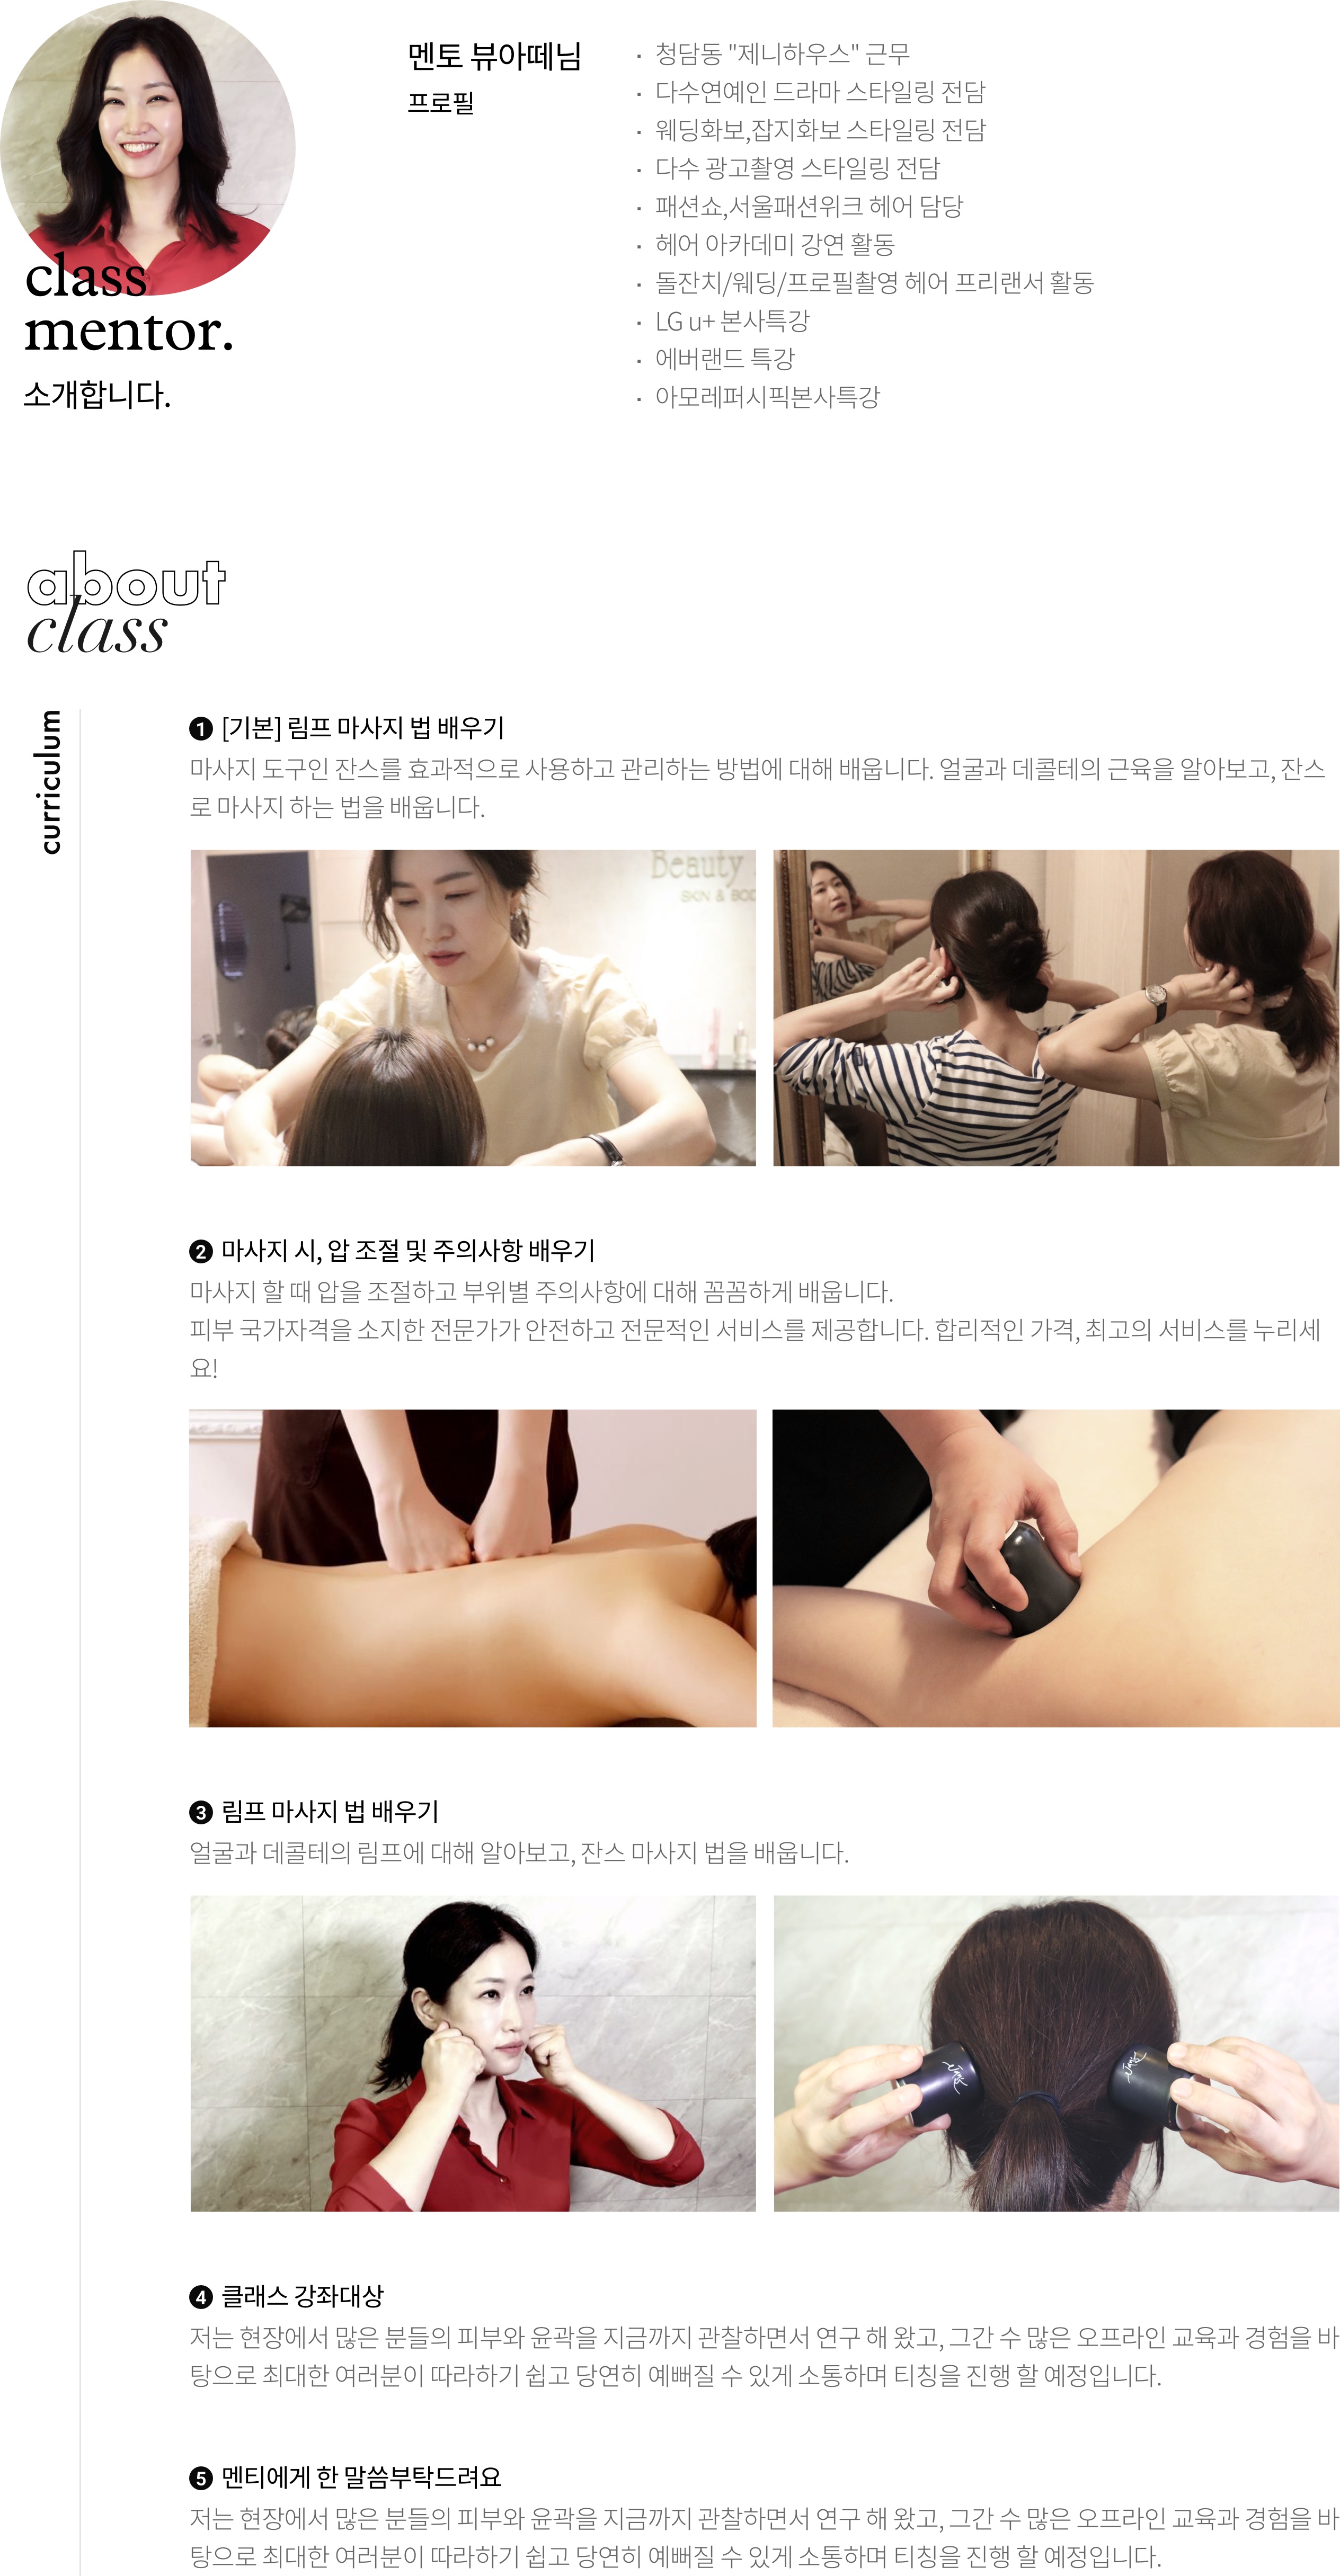 class
mentor.
소개합니다.
멘토 뷰아떼님
프로필
· 청담동 "제니하우스" 근무
· 다수연예인 드라마 스타일링 전담
· 웨딩화보,잡지화보 스타일링 전담
· 다수 광고촬영 스타일링 전담
· 패션쇼,서울패션위크 헤어 담당
· 헤어 아카데미 강연 활동
· 돌잔치/웨딩/프로필촬영 헤어 프리랜서 활동
· LG u+ 본사특강
· 에버랜드 특강
· 아모레퍼시픽본사특강
about
class
curriculum
1 [기본] 림프 마사지 법 배우기
마사지 도구인 잔스를 효과적으로 사용하고 관리하는 방법에 대해 배웁니다. 얼굴과 데콜테의 근육을 알아보고, 잔스
로 마사지 하는 법을 배웁니다.
Beauty
SKIN & BO
2 마사지 시, 압 조절 및 주의사항 배우기
마사지 할 때 압을 조절하고 부위별 주의사항에 대해 꼼꼼하게 배웁니다.
피부 국가자격을 소지한 전문가가 안전하고 전문적인 서비스를 제공합니다. 합리적인 가격, 최고의 서비스를 누리세
요!
3 림프 마사지 법 배우기
얼굴과 데콜테의 림프에 대해 알아보고, 잔스 마사지 법을 배웁니다.
4 클래스 강좌대상
저는 현장에서 많은 분들의 피부와 윤곽을 지금까지 관찰하면서 연구 해 왔고, 그간 수 많은 오프라인 교육과 경험을 바
탕으로 최대한 여러분이 따라하기 쉽고 당연히 예뻐질 수 있게 소통하며 티칭을 진행 할 예정입니다.
5 멘티에게 한 말씀부탁드려요
저는 현장에서 많은 분들의 피부와 윤곽을 지금까지 관찰하면서 연구 해 왔고, 그간 수 많은 오프라인 교육과 경험을 바
탕으로 최대한 여러분이 따라하기 쉽고 당연히 예뻐질 수 있게 소통하며 티칭을 진행 할 예정입니다.